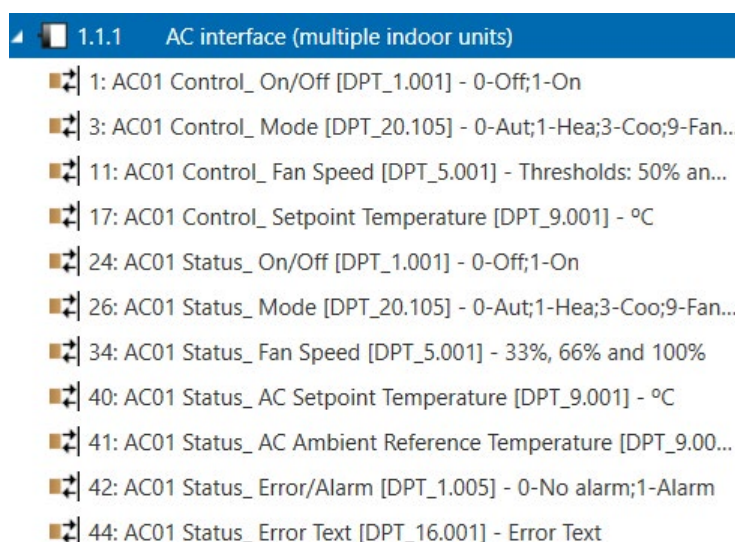 1.1.1 AC interface (multiple indoor units)
1: AC01 Control_ On/Off [DPT_1.001] - 0-Off;1-On
3: AC01 Control_ Mode [DPT_20.105] - 0-Aut;1-Hea;3-Coo;9-Fan...
11: AC01 Control_ Fan Speed [DPT_5.001] - Thresholds: 50% an...
17: AC01 Control_ Setpoint Temperature [DPT_9.001] - ºC
24: AC01 Status_ On/Off [DPT_1.001] - 0-Off;1-On
26: AC01 Status_ Mode [DPT_20.105] - 0-Aut;1-Hea;3-Coo;9-Fan...
34: AC01 Status_ Fan Speed [DPT_5.001] - 33%, 66% and 100%
40: AC01 Status_ AC Setpoint Temperature [DPT_9.001] - ºC
41: AC01 Status_ AC Ambient Reference Temperature [DPT_9.00...
42: AC01 Status_ Error/Alarm [DPT_1.005] - 0-No alarm;1-Alarm
44: AC01 Status_ Error Text [DPT_16.001] - Error Text